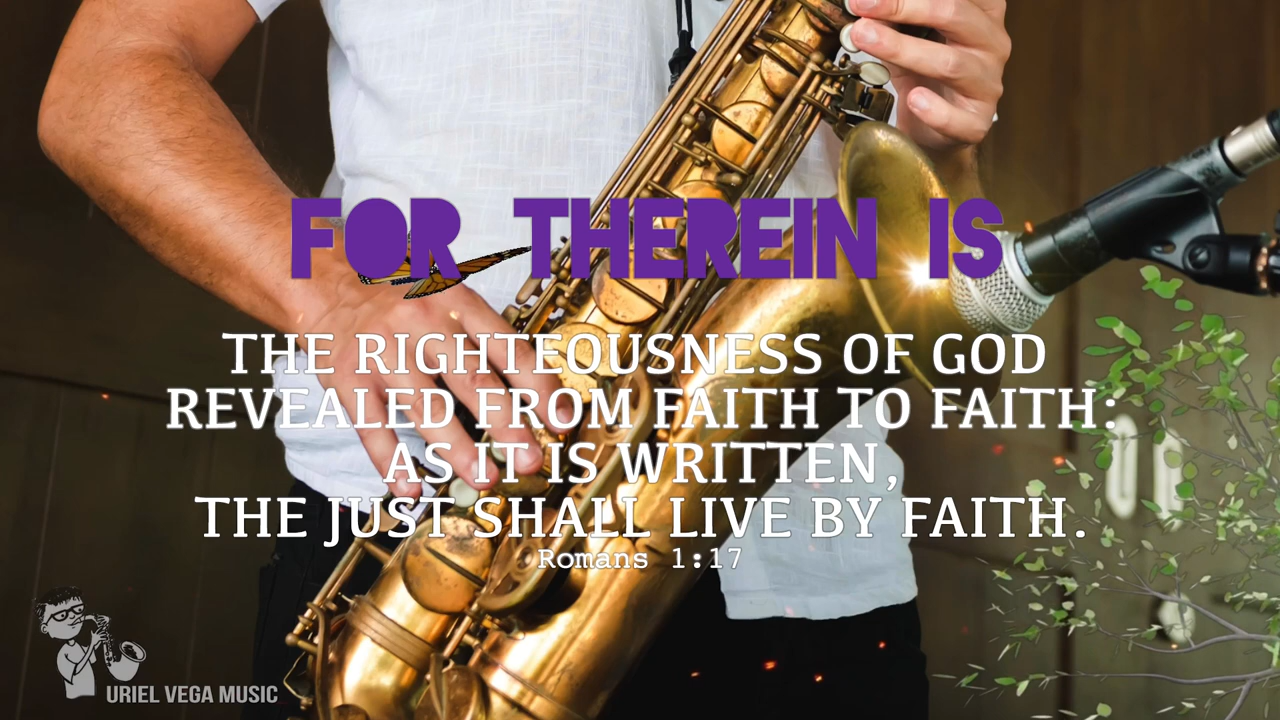 FOR THEREIN IS
THE RIGHTEOUSNESS OF GOD
REVEALED FROM FAITH TO FAITH:
AS IT IS WRITTEN,
THE JUST SHALL LIVE BY FAITH.
Romans 1:17
URIEL VEGA MUSIC